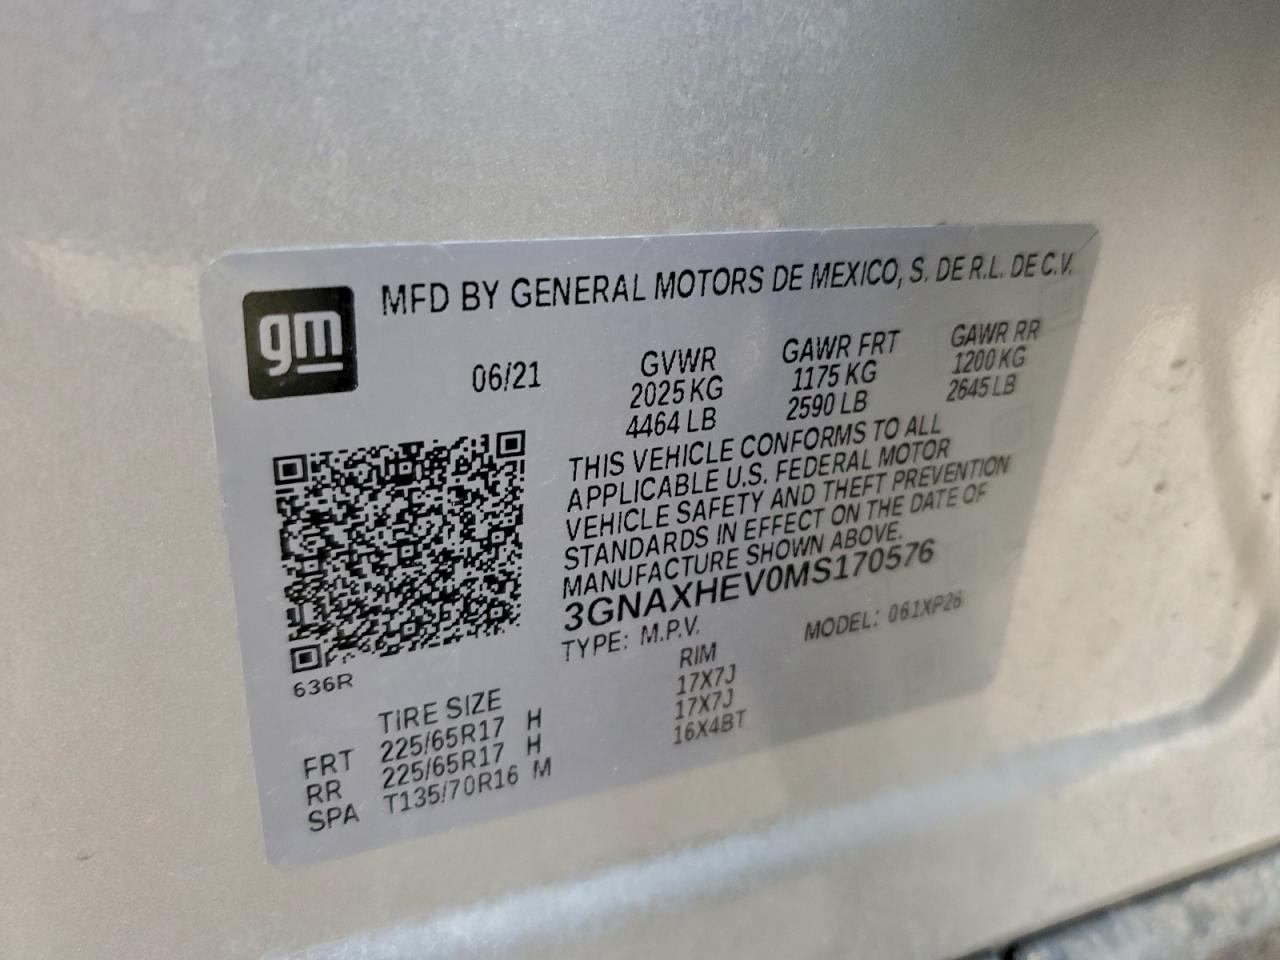 gm
MFD BY GENERAL MOTORS DE MEXICO, S. DE R.L. DE C.V.
06/21 GVWR GAWR FRT GAWR RR
2025 KG 1175 KG 1200 KG
4464 LB 2590 LB 2645 LB
THIS VEHICLE CONFORMS TO ALL
APPLICABLE U.S. FEDERAL MOTOR
VEHICLE SAFETY AND THEFT PREVENTION
STANDARDS IN EFFECT ON THE DATE OF
MANUFACTURE SHOWN ABOVE.
3GNAXHEV0MS170576
TYPE: M.P.V. MODEL: 061XP26
636R
TIRE SIZE RIM
FRT 225/65R17 H 17X7J
RR 225/65R17 H 17X7J
SPA T135/70R16 M 16X4BT